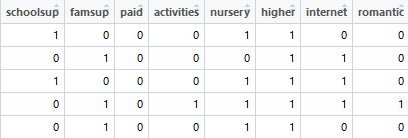 schoolsup famsup paid activities nursery higher internet romantic
1 0 0 0 1 1 0 0
0 1 0 0 0 1 1 0
1 0 0 0 1 1 1 0
0 1 0 1 1 1 1 1
0 1 0 0 1 1 0 0